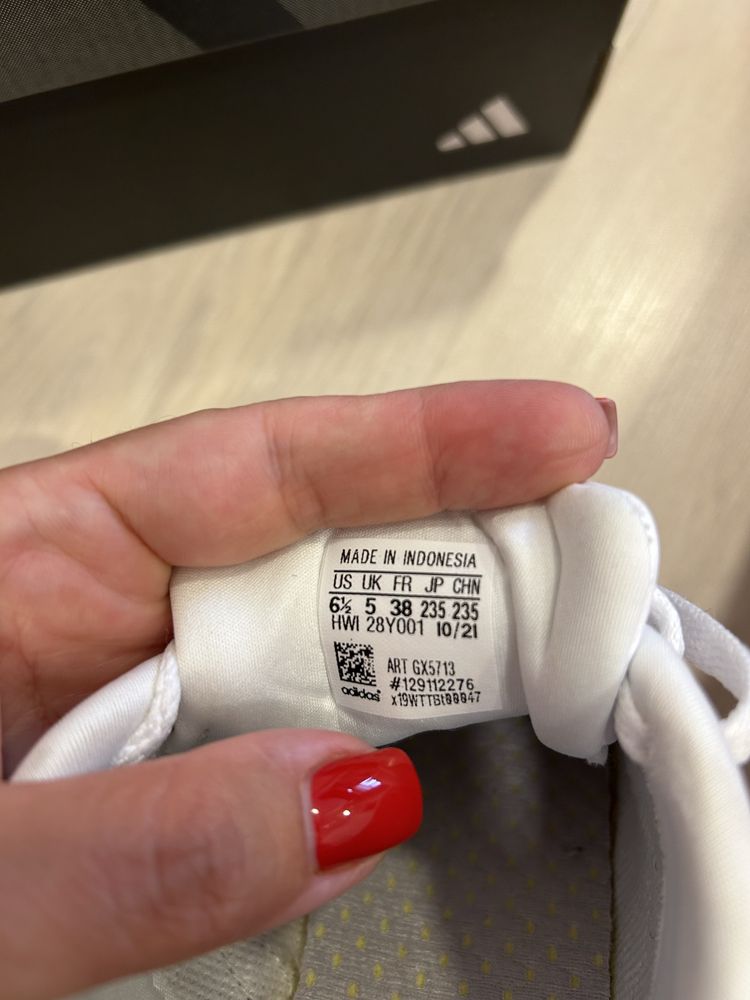 MADE IN INDONESIA
US UK FR JP CHN
6½ 5 38 235 235
HWI 28Y001 10/21
ART GX5713
#129112276
adidas